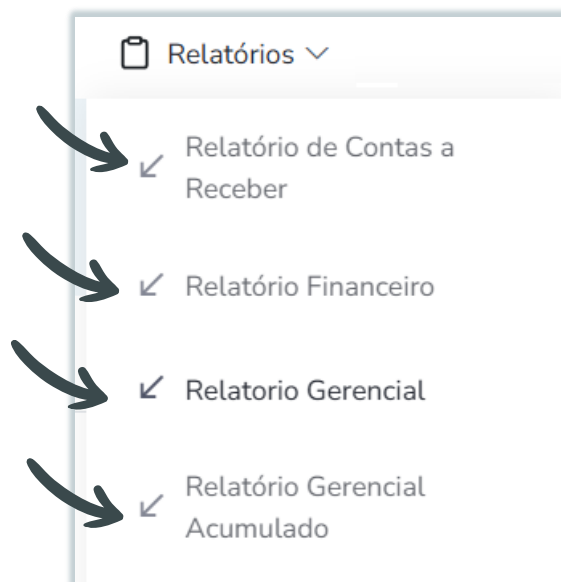 Relatórios
Relatório de Contas a
Receber
Relatório Financeiro
Relatorio Gerencial
Relatório Gerencial
Acumulado